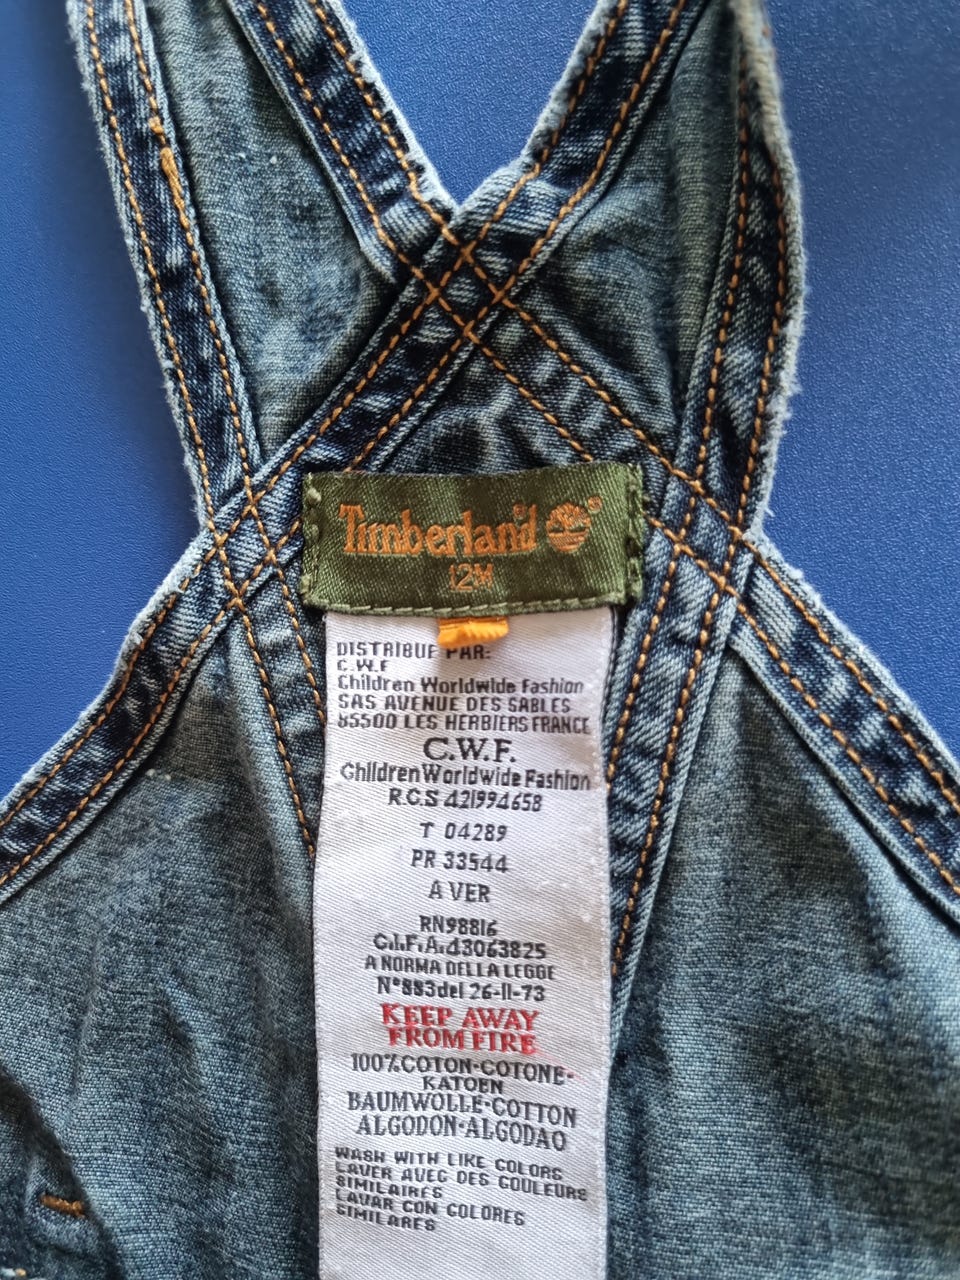 Timberland
12M
DISTRIBUE PAR:
C.W.F
Children Worldwide Fashion
SAS AVENUE DES SABLES
85500 LES HERBIERS FRANCE
C.W.F.
Children Worldwide Fashion
R.C.S 421994658
T 04289
PR 33544
A VER
RN98816
C.I.F. A.43063825
A NORMA DELLA LEGGE
N°883del 26-11-73
KEEP AWAY
FROM FIRE
100% COTON-COTONE-
KATOEN
BAUMWOLLE-COTTON
ALGODON-ALGODAO
WASH WITH LIKE COLORS
LAVER AVEC DES COULEURS
SIMILAIRES
LAVAR CON COLORES
SIMILARES